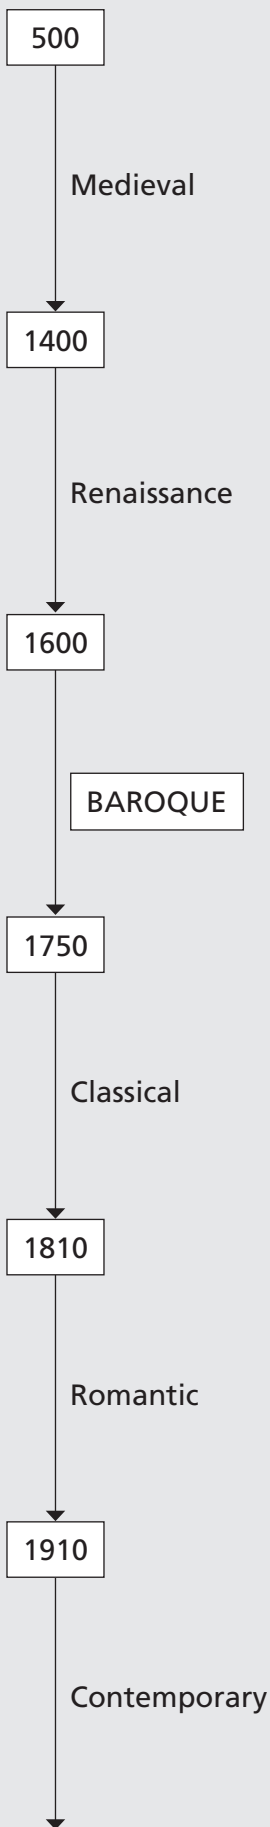 500
Medieval
1400
Renaissance
1600
BAROQUE
1750
Classical
1810
Romantic
1910
Contemporary